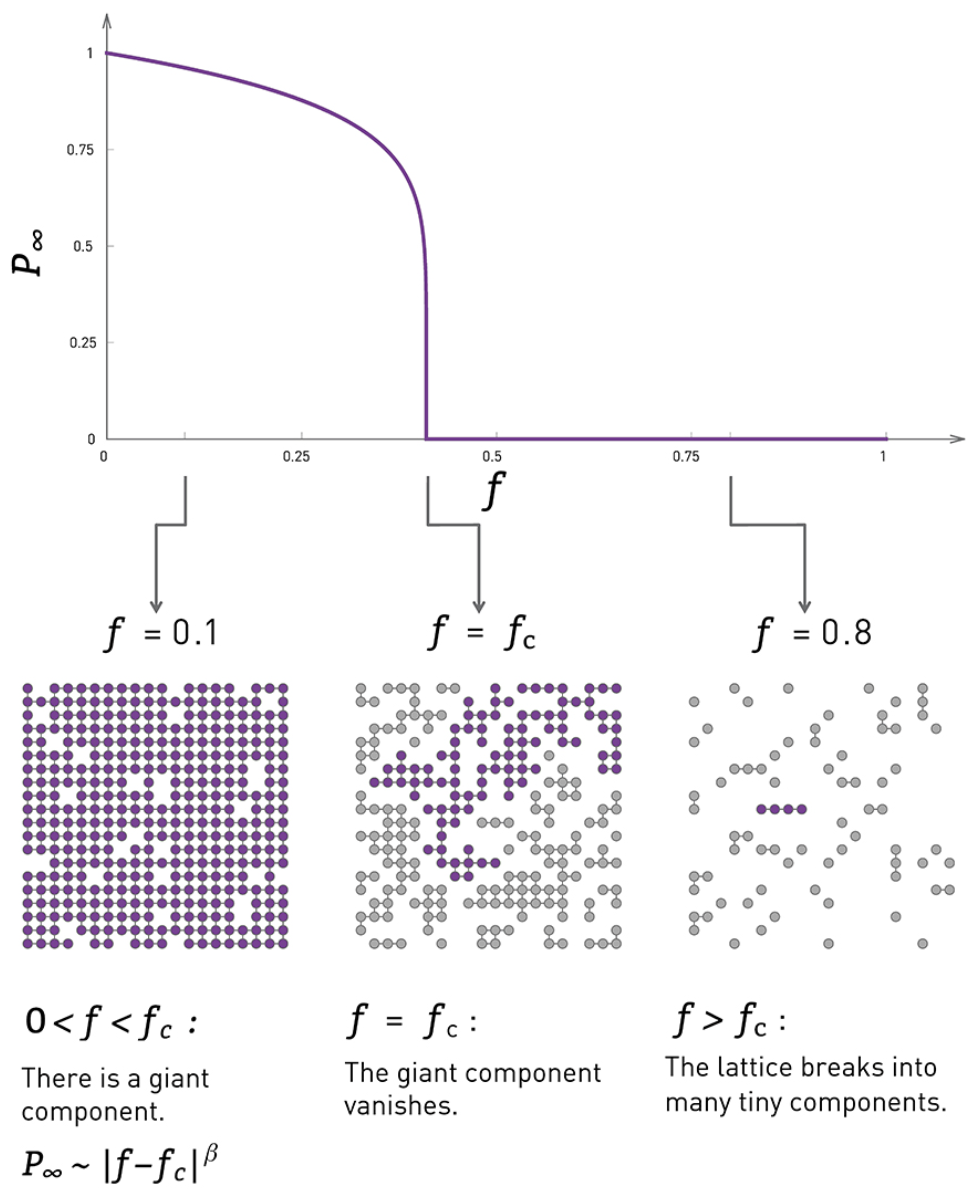 1
0.75
0.5
0.25
0
P∞
0 0.25 0.5 0.75 1
f
f = 0.1 f = fc f = 0.8
0 < f < fc :
There is a giant
component.
P∞ ~ |f−fc|^β
f = fc :
The giant component
vanishes.
f > fc :
The lattice breaks into
many tiny components.